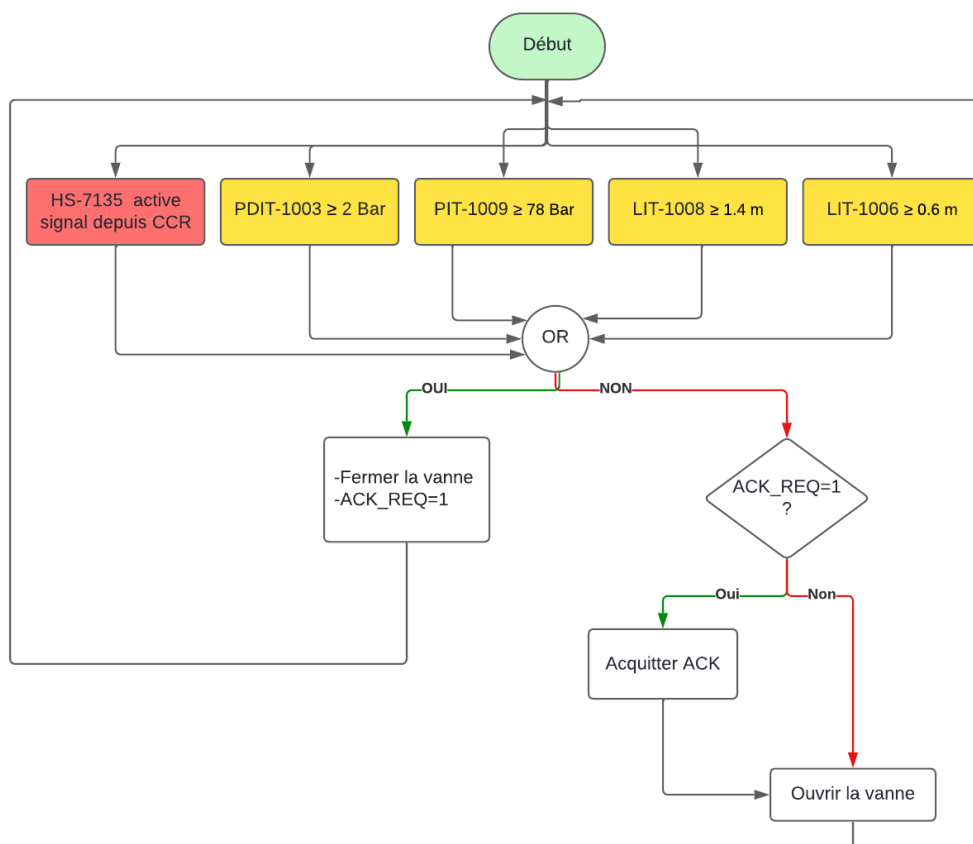 Début
HS-7135 active
signal depuis CCR
PDIT-1003 ≥ 2 Bar
PIT-1009 ≥ 78 Bar
LIT-1008 ≥ 1.4 m
LIT-1006 ≥ 0.6 m
OR
OUI
NON
-Fermer la vanne
-ACK_REQ=1
ACK_REQ=1
?
Oui
Non
Acquitter ACK
Ouvrir la vanne